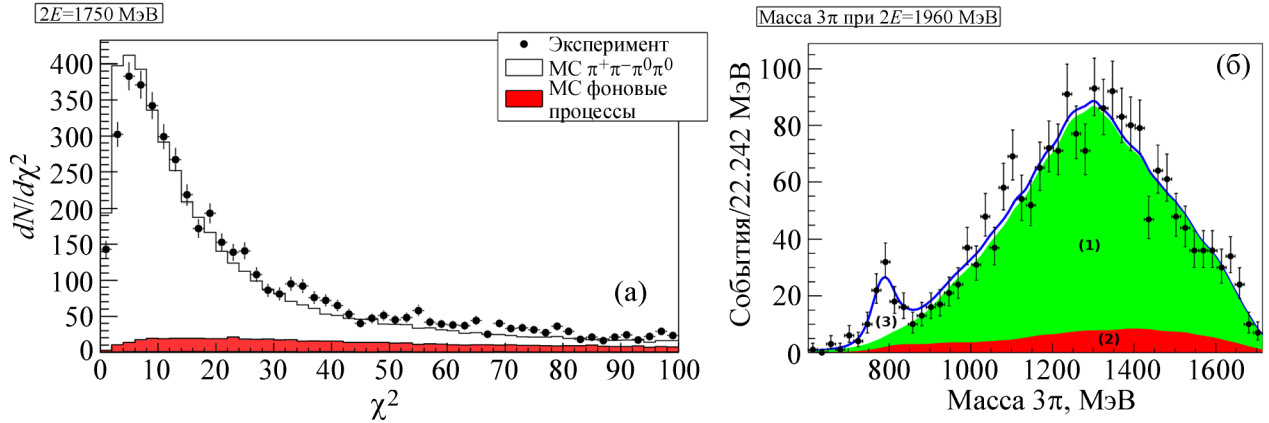 2E=1750 МэВ
dN/dχ²
400
350
300
250
200
150
100
50
0
Эксперимент
МС π⁺π⁻π⁰π⁰
МС фоновые
процессы
(а)
0 10 20 30 40 50 60 70 80 90 100
χ²
Масса 3π при 2E=1960 МэВ
События/22.242 МэВ
100
80
60
40
20
0
(б)
(1)
(3)
(2)
800 1000 1200 1400 1600
Масса 3π, МэВ